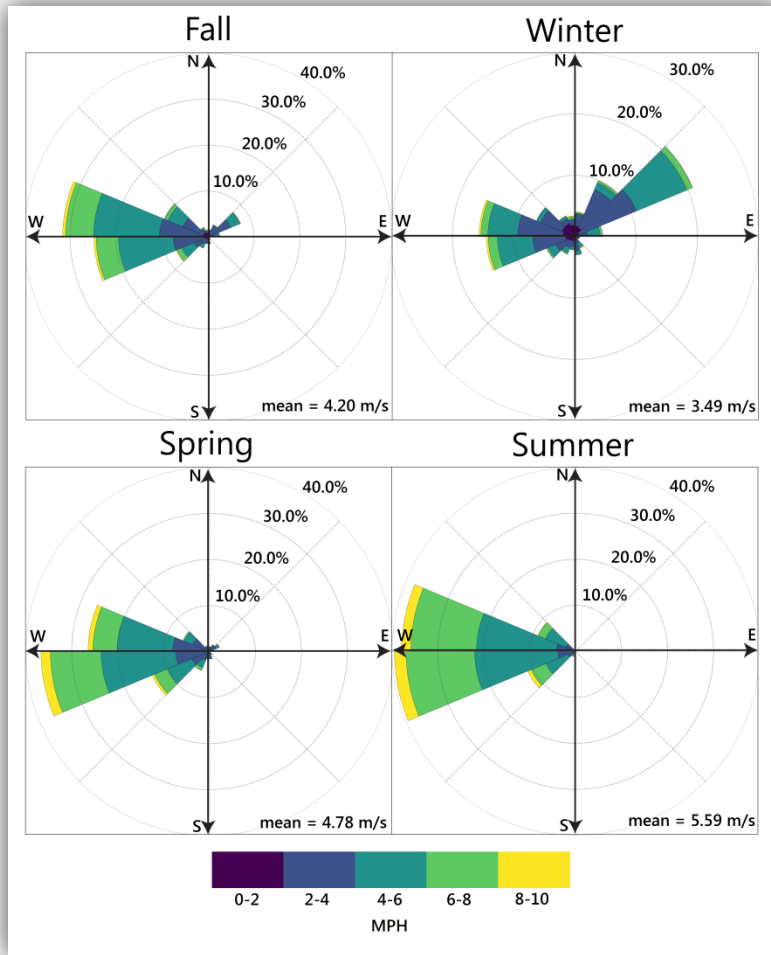 Fall
N
40.0%
30.0%
20.0%
10.0%
W
E
S
mean = 4.20 m/s
Winter
N
30.0%
20.0%
10.0%
W
E
S
mean = 3.49 m/s
Spring
N
40.0%
30.0%
20.0%
10.0%
W
E
S
mean = 4.78 m/s
Summer
N
40.0%
30.0%
20.0%
10.0%
W
E
S
mean = 5.59 m/s
0-2 2-4 4-6 6-8 8-10
MPH